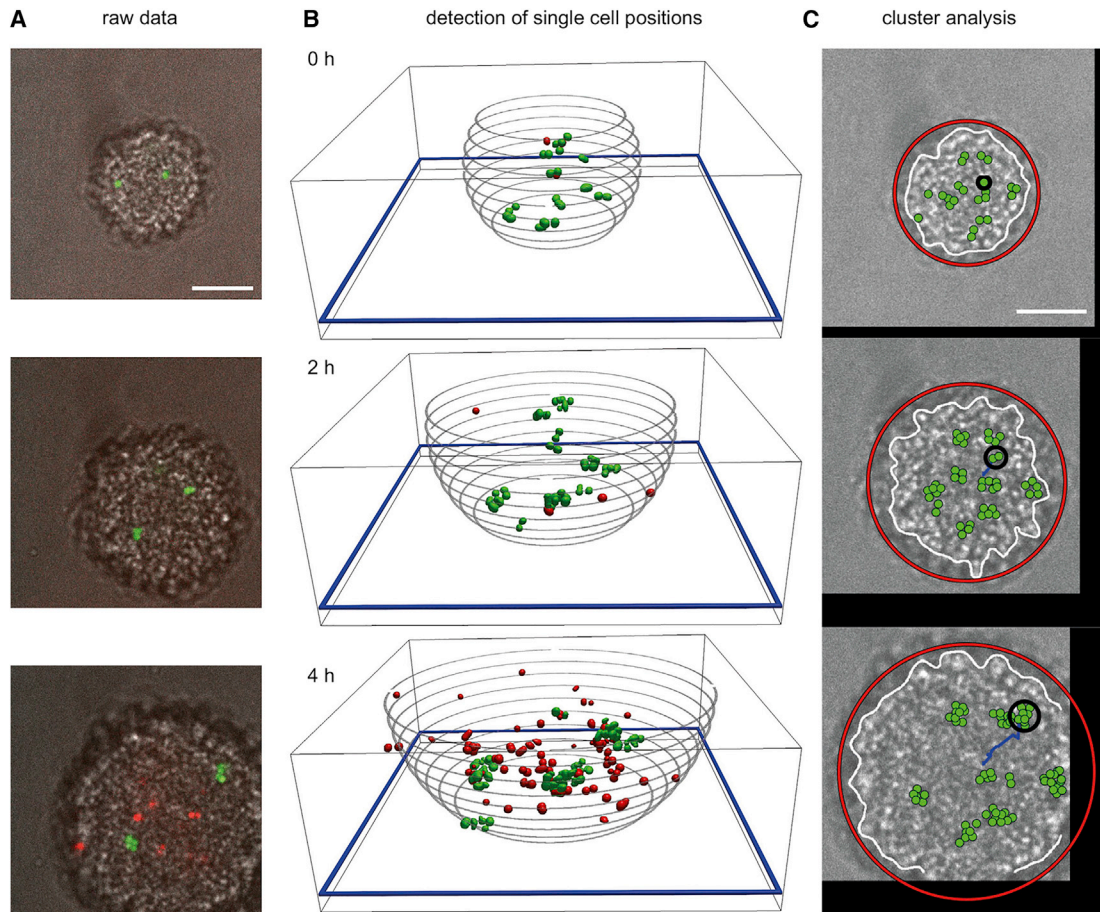 A raw data
B detection of single cell positions
C cluster analysis
0 h
2 h
4 h